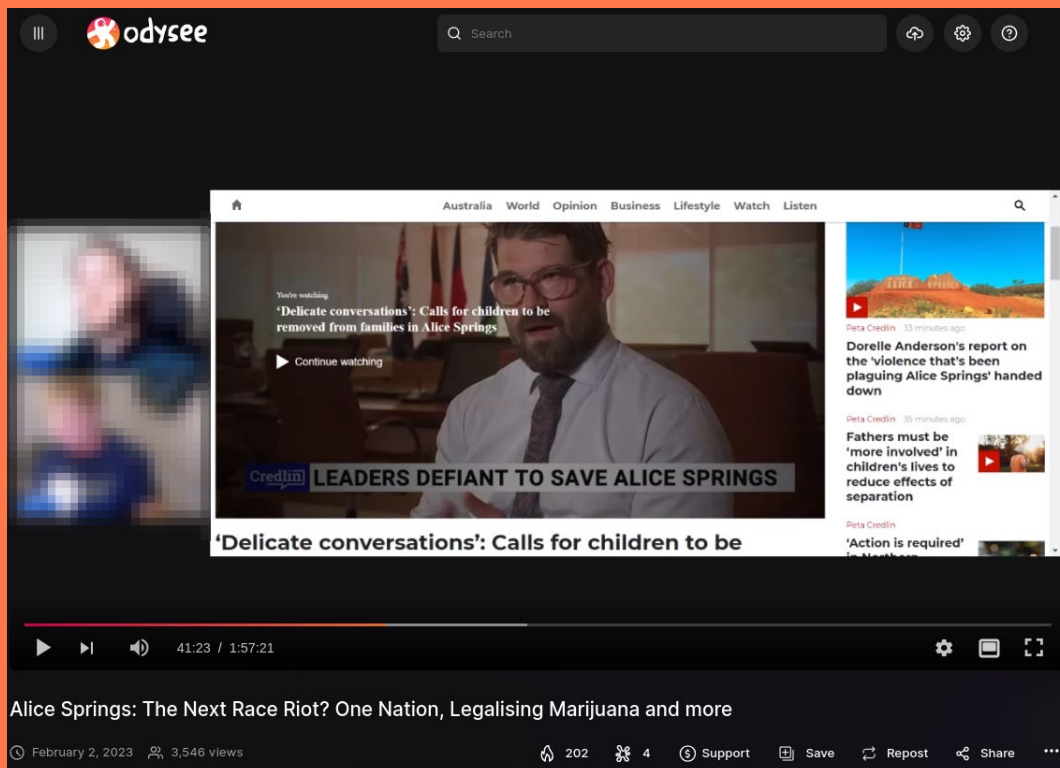 odysee
Search
Australia World Opinion Business Lifestyle Watch Listen
You're watching
'Delicate conversations': Calls for children to be
removed from families in Alice Springs
Continue watching
Credlin LEADERS DEFIANT TO SAVE ALICE SPRINGS
'Delicate conversations': Calls for children to be
ALICE SPRINGS
Peta Credlin 33 minutes ago
Dorelle Anderson's report on
the 'violence that's been
plaguing Alice Springs' handed
down
Peta Credlin 35 minutes ago
Fathers must be
'more involved' in
children's lives to
reduce effects of
separation
Peta Credlin
'Action is required'
in Northern
41:23 / 1:57:21
Alice Springs: The Next Race Riot? One Nation, Legalising Marijuana and more
February 2, 2023 3,546 views 202 4 Support Save Repost Share